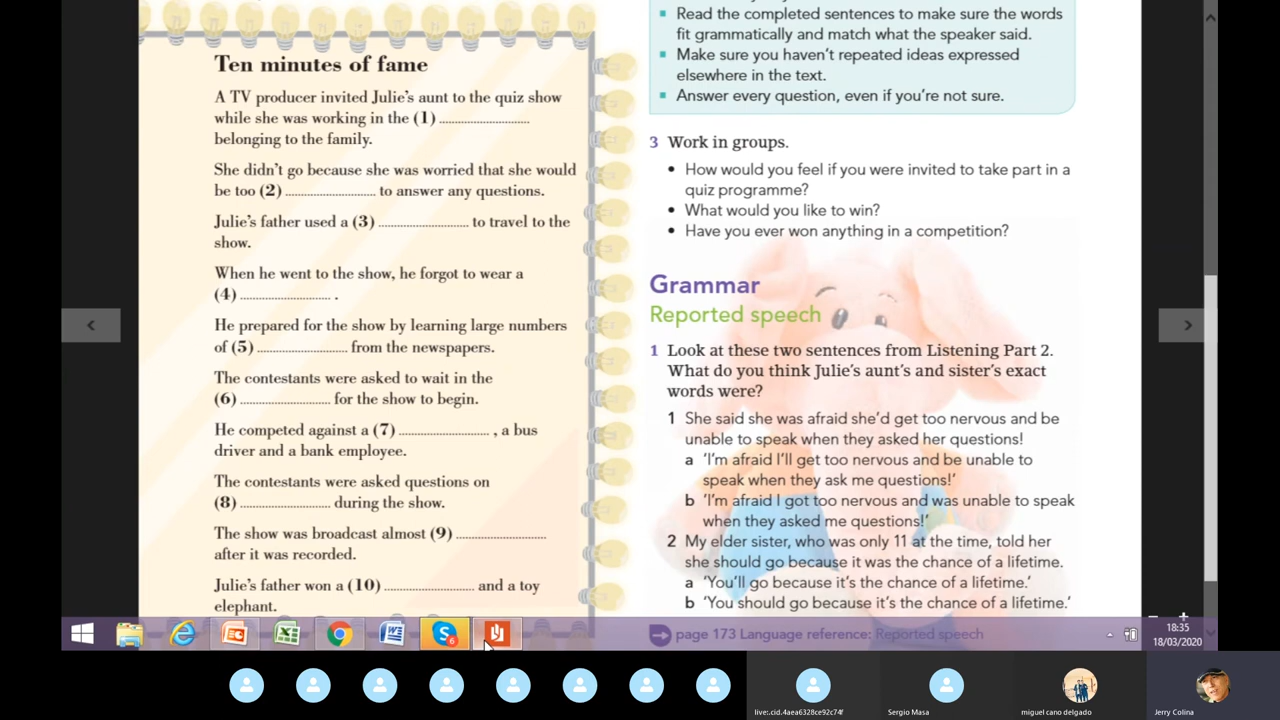 Ten minutes of fame
A TV producer invited Julie's aunt to the quiz show
while she was working in the (1) ..............................
belonging to the family.
She didn't go because she was worried that she would
be too (2) .............................. to answer any questions.
Julie's father used a (3) .............................. to travel to the
show.
When he went to the show, he forgot to wear a
(4) .............................. .
He prepared for the show by learning large numbers
of (5) .............................. from the newspapers.
The contestants were asked to wait in the
(6) .............................. for the show to begin.
He competed against a (7) .............................. , a bus
driver and a bank employee.
The contestants were asked questions on
(8) .............................. during the show.
The show was broadcast almost (9) ..............................
after it was recorded.
Julie's father won a (10) .............................. and a toy
elephant.
Read the completed sentences to make sure the words
fit grammatically and match what the speaker said.
Make sure you haven't repeated ideas expressed
elsewhere in the text.
Answer every question, even if you're not sure.
3 Work in groups.
• How would you feel if you were invited to take part in a
quiz programme?
• What would you like to win?
• Have you ever won anything in a competition?
Grammar
Reported speech
1 Look at these two sentences from Listening Part 2.
What do you think Julie's aunt's and sister's exact
words were?
1 She said she was afraid she'd get too nervous and be
unable to speak when they asked her questions!
a 'I'm afraid I'll get too nervous and be unable to
speak when they ask me questions!'
b 'I'm afraid I got too nervous and was unable to speak
when they asked me questions!'
2 My elder sister, who was only 11 at the time, told her
she should go because it was the chance of a lifetime.
a 'You'll go because it's the chance of a lifetime.'
b 'You should go because it's the chance of a lifetime.'
page 173 Language reference: Reported speech
18:35
18/03/2020
live:.cid.4aea6328ce92c74f
Sergio Masa
miguel cano delgado
Jerry Colina